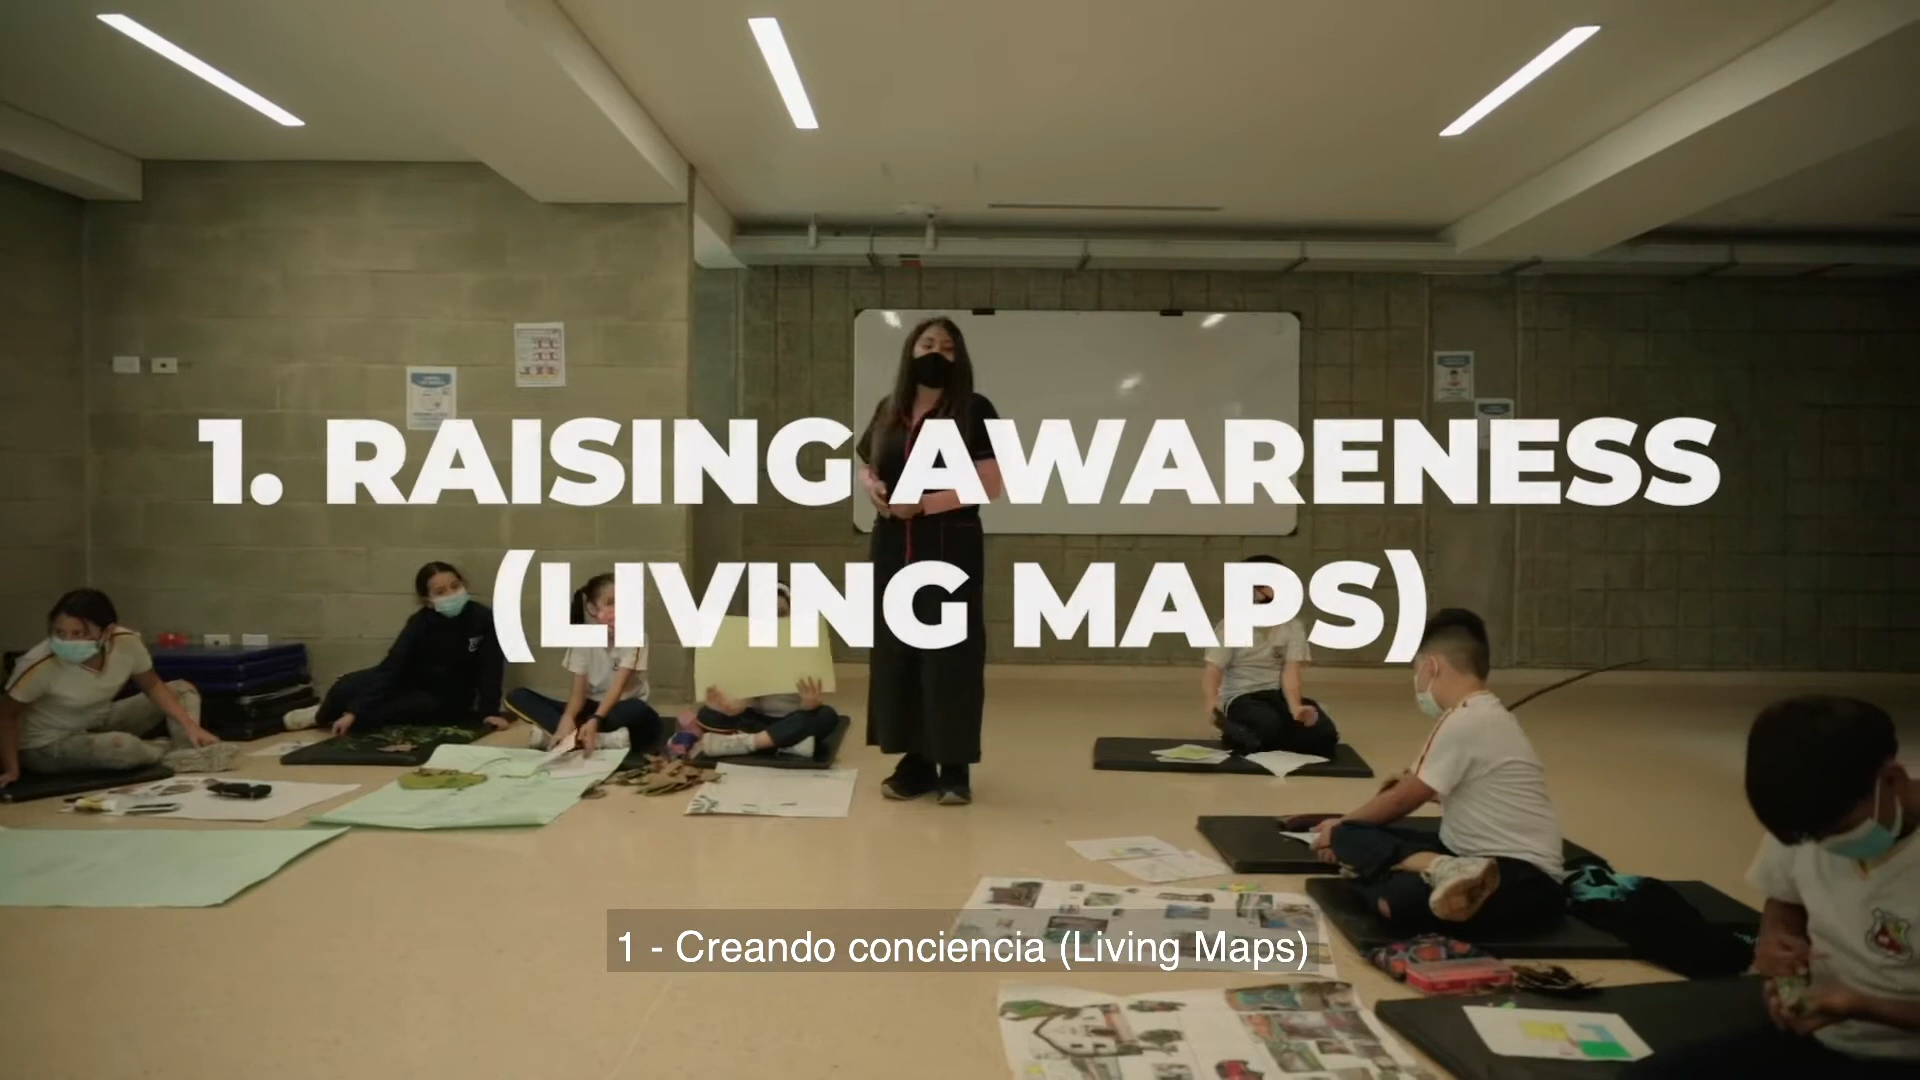 1. RAISING AWARENESS
(LIVING MAPS)
1 - Creando conciencia (Living Maps)